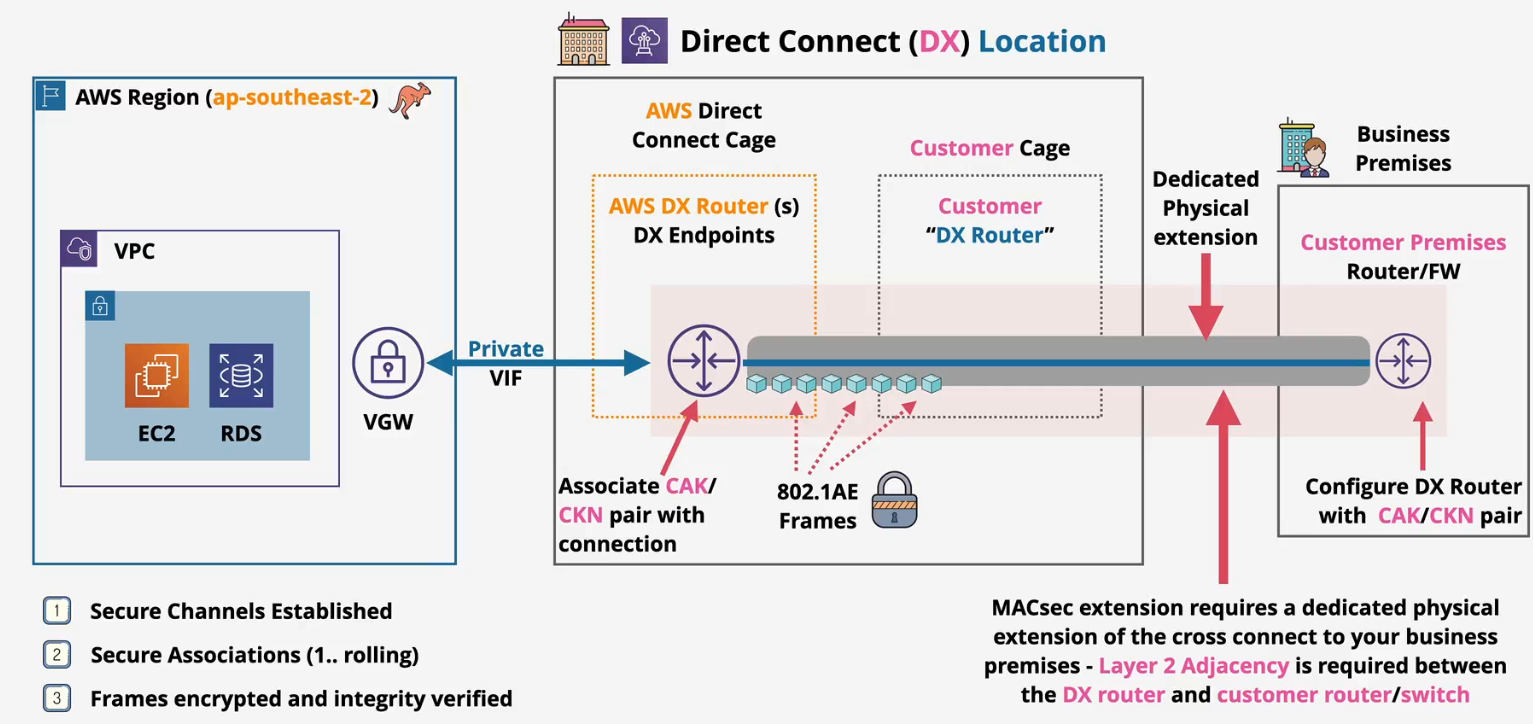 Direct Connect (DX) Location
AWS Region (ap-southeast-2)
VPC
EC2
RDS
VGW
Private
VIF
AWS Direct
Connect Cage
AWS DX Router (s)
DX Endpoints
Customer Cage
Customer
“DX Router”
Dedicated
Physical
extension
Business
Premises
Customer Premises
Router/FW
Associate CAK/
CKN pair with
connection
802.1AE
Frames
Configure DX Router
with CAK/CKN pair
1 Secure Channels Established
2 Secure Associations (1.. rolling)
3 Frames encrypted and integrity verified
MACsec extension requires a dedicated physical
extension of the cross connect to your business
premises - Layer 2 Adjacency is required between
the DX router and customer router/switch